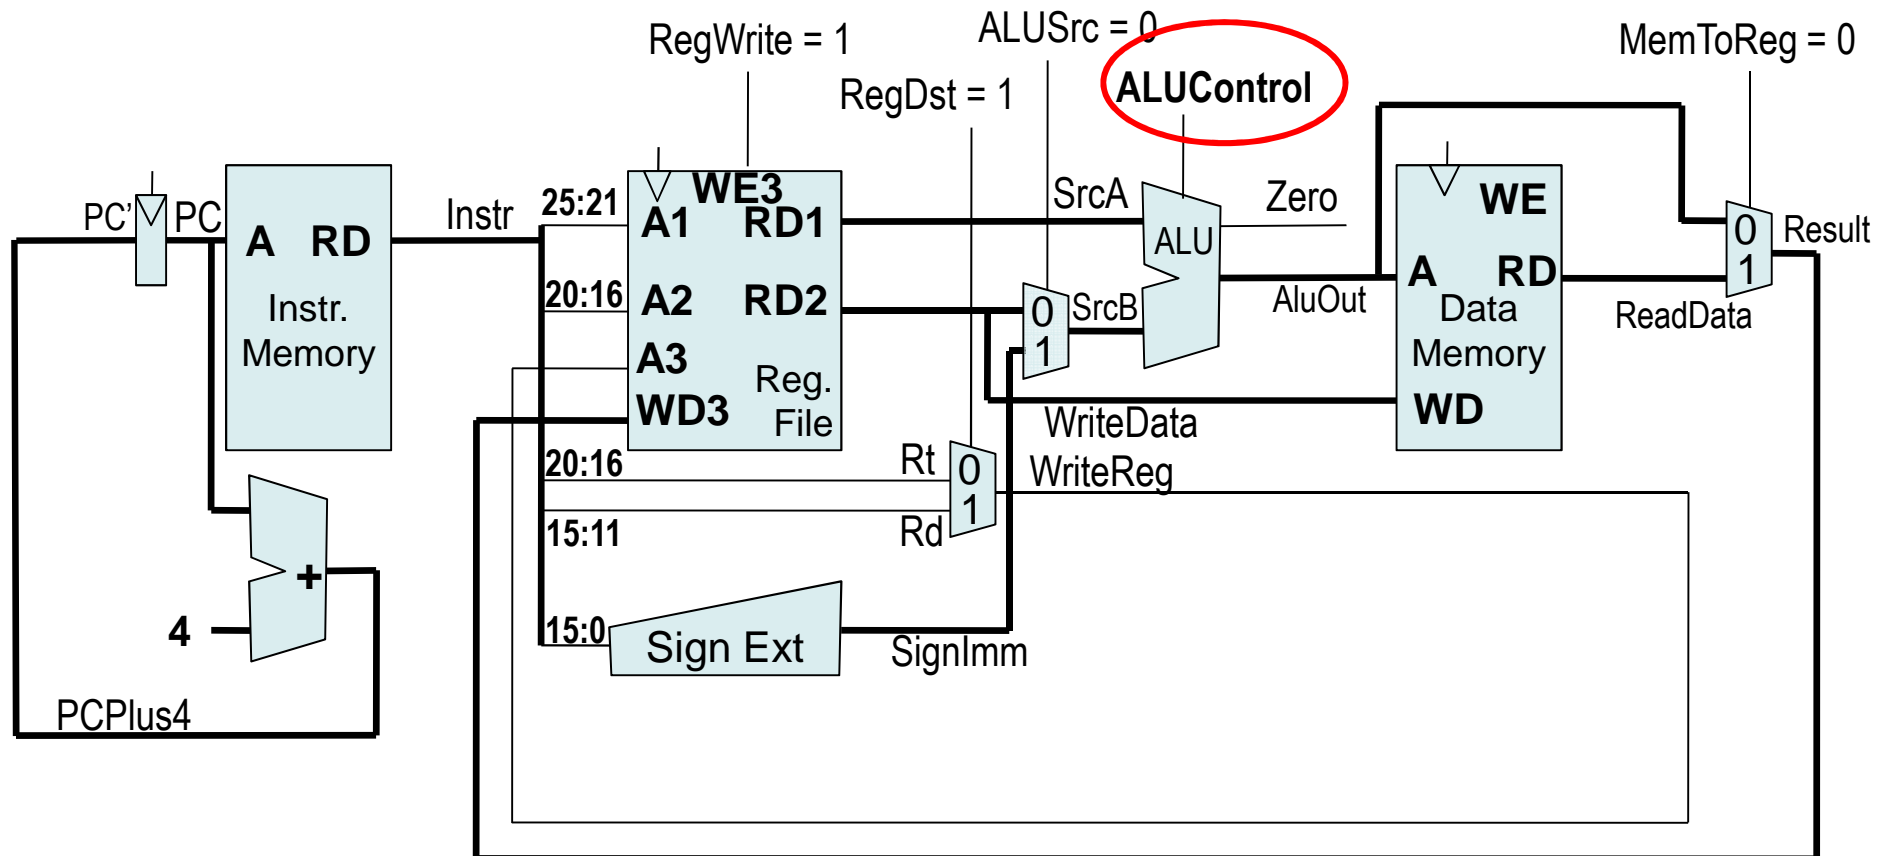 RegWrite = 1
ALUSrc = 0
MemToReg = 0
RegDst = 1
ALUControl
PC'
PC
A RD
Instr.
Memory
Instr
25:21
20:16
WE3
A1 RD1
A2 RD2
A3
WD3
Reg.
File
SrcA
0
1
SrcB
ALU
Zero
AluOut
WE
A RD
Data
Memory
WD
ReadData
0
1
Result
WriteData
WriteReg
20:16
Rt
0
1
15:11
Rd
+
4
15:0
Sign Ext
SignImm
PCPlus4